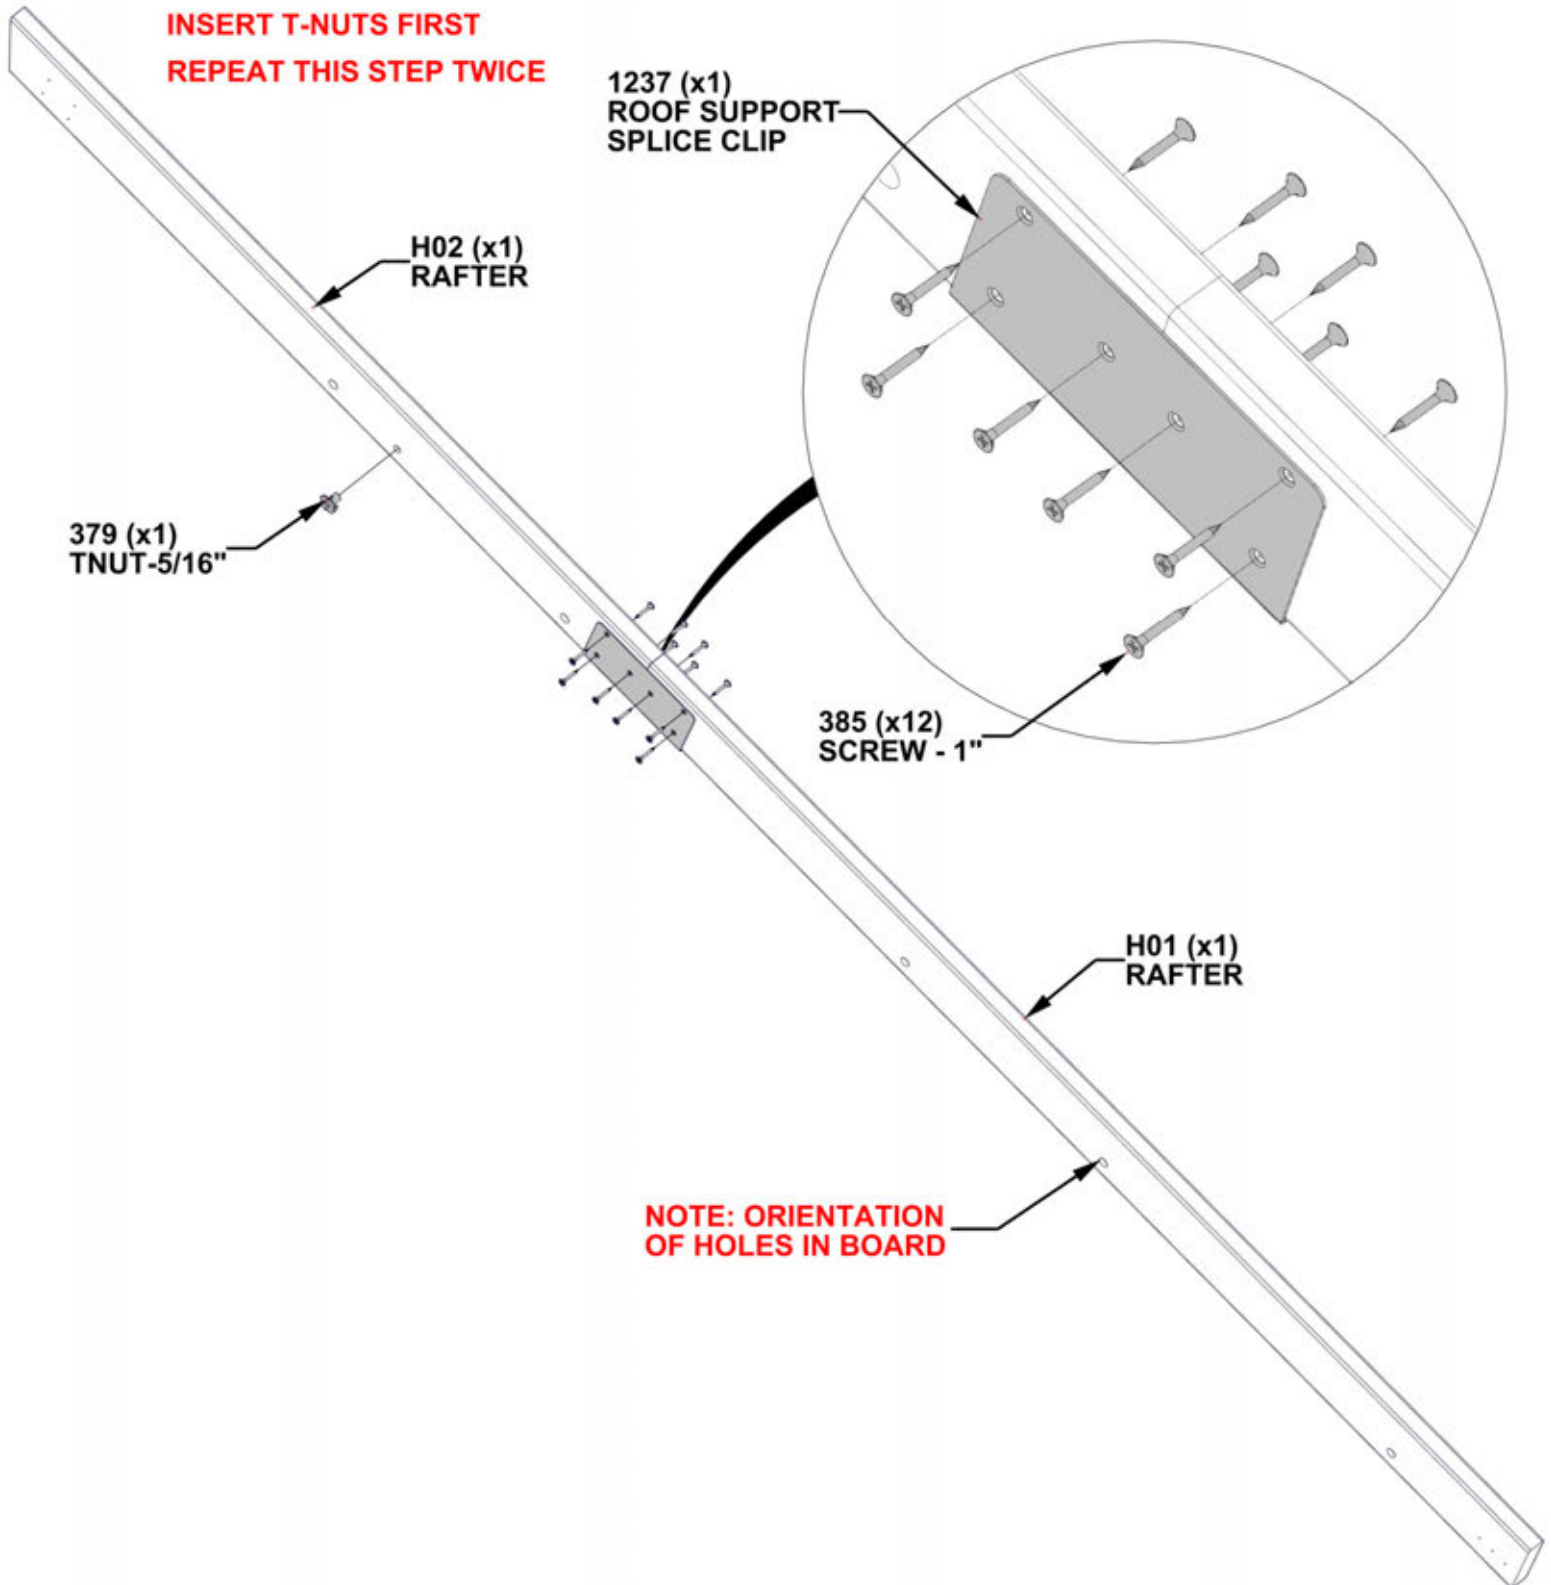 INSERT T-NUTS FIRST
REPEAT THIS STEP TWICE
1237 (x1)
ROOF SUPPORT
SPLICE CLIP
H02 (x1)
RAFTER
379 (x1)
TNUT-5/16"
385 (x12)
SCREW - 1"
H01 (x1)
RAFTER
NOTE: ORIENTATION
OF HOLES IN BOARD